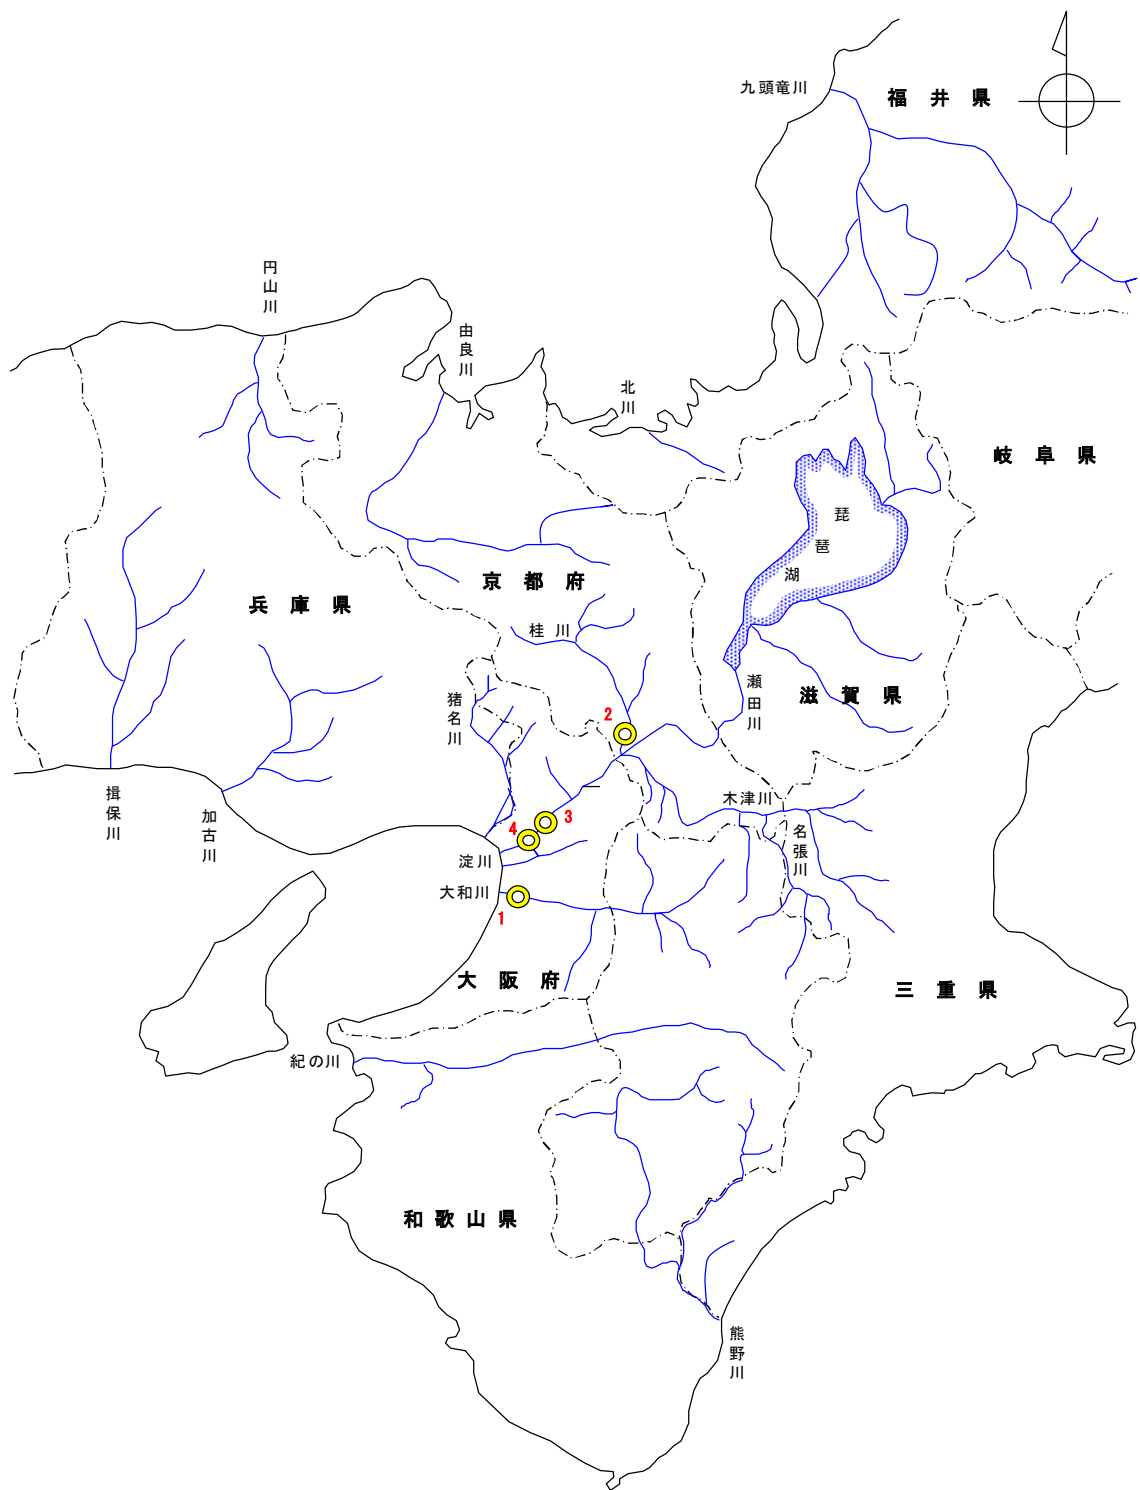 九頭竜川
福井県
円山川
由良川
北川
岐阜県
琵琶湖
京都府
兵庫県
桂川
瀬田川
滋賀県
猪名川
2
揖保川
加古川
木津川
3
4
名張川
淀川
大和川
1
大阪府
三重県
紀の川
和歌山県
熊野川